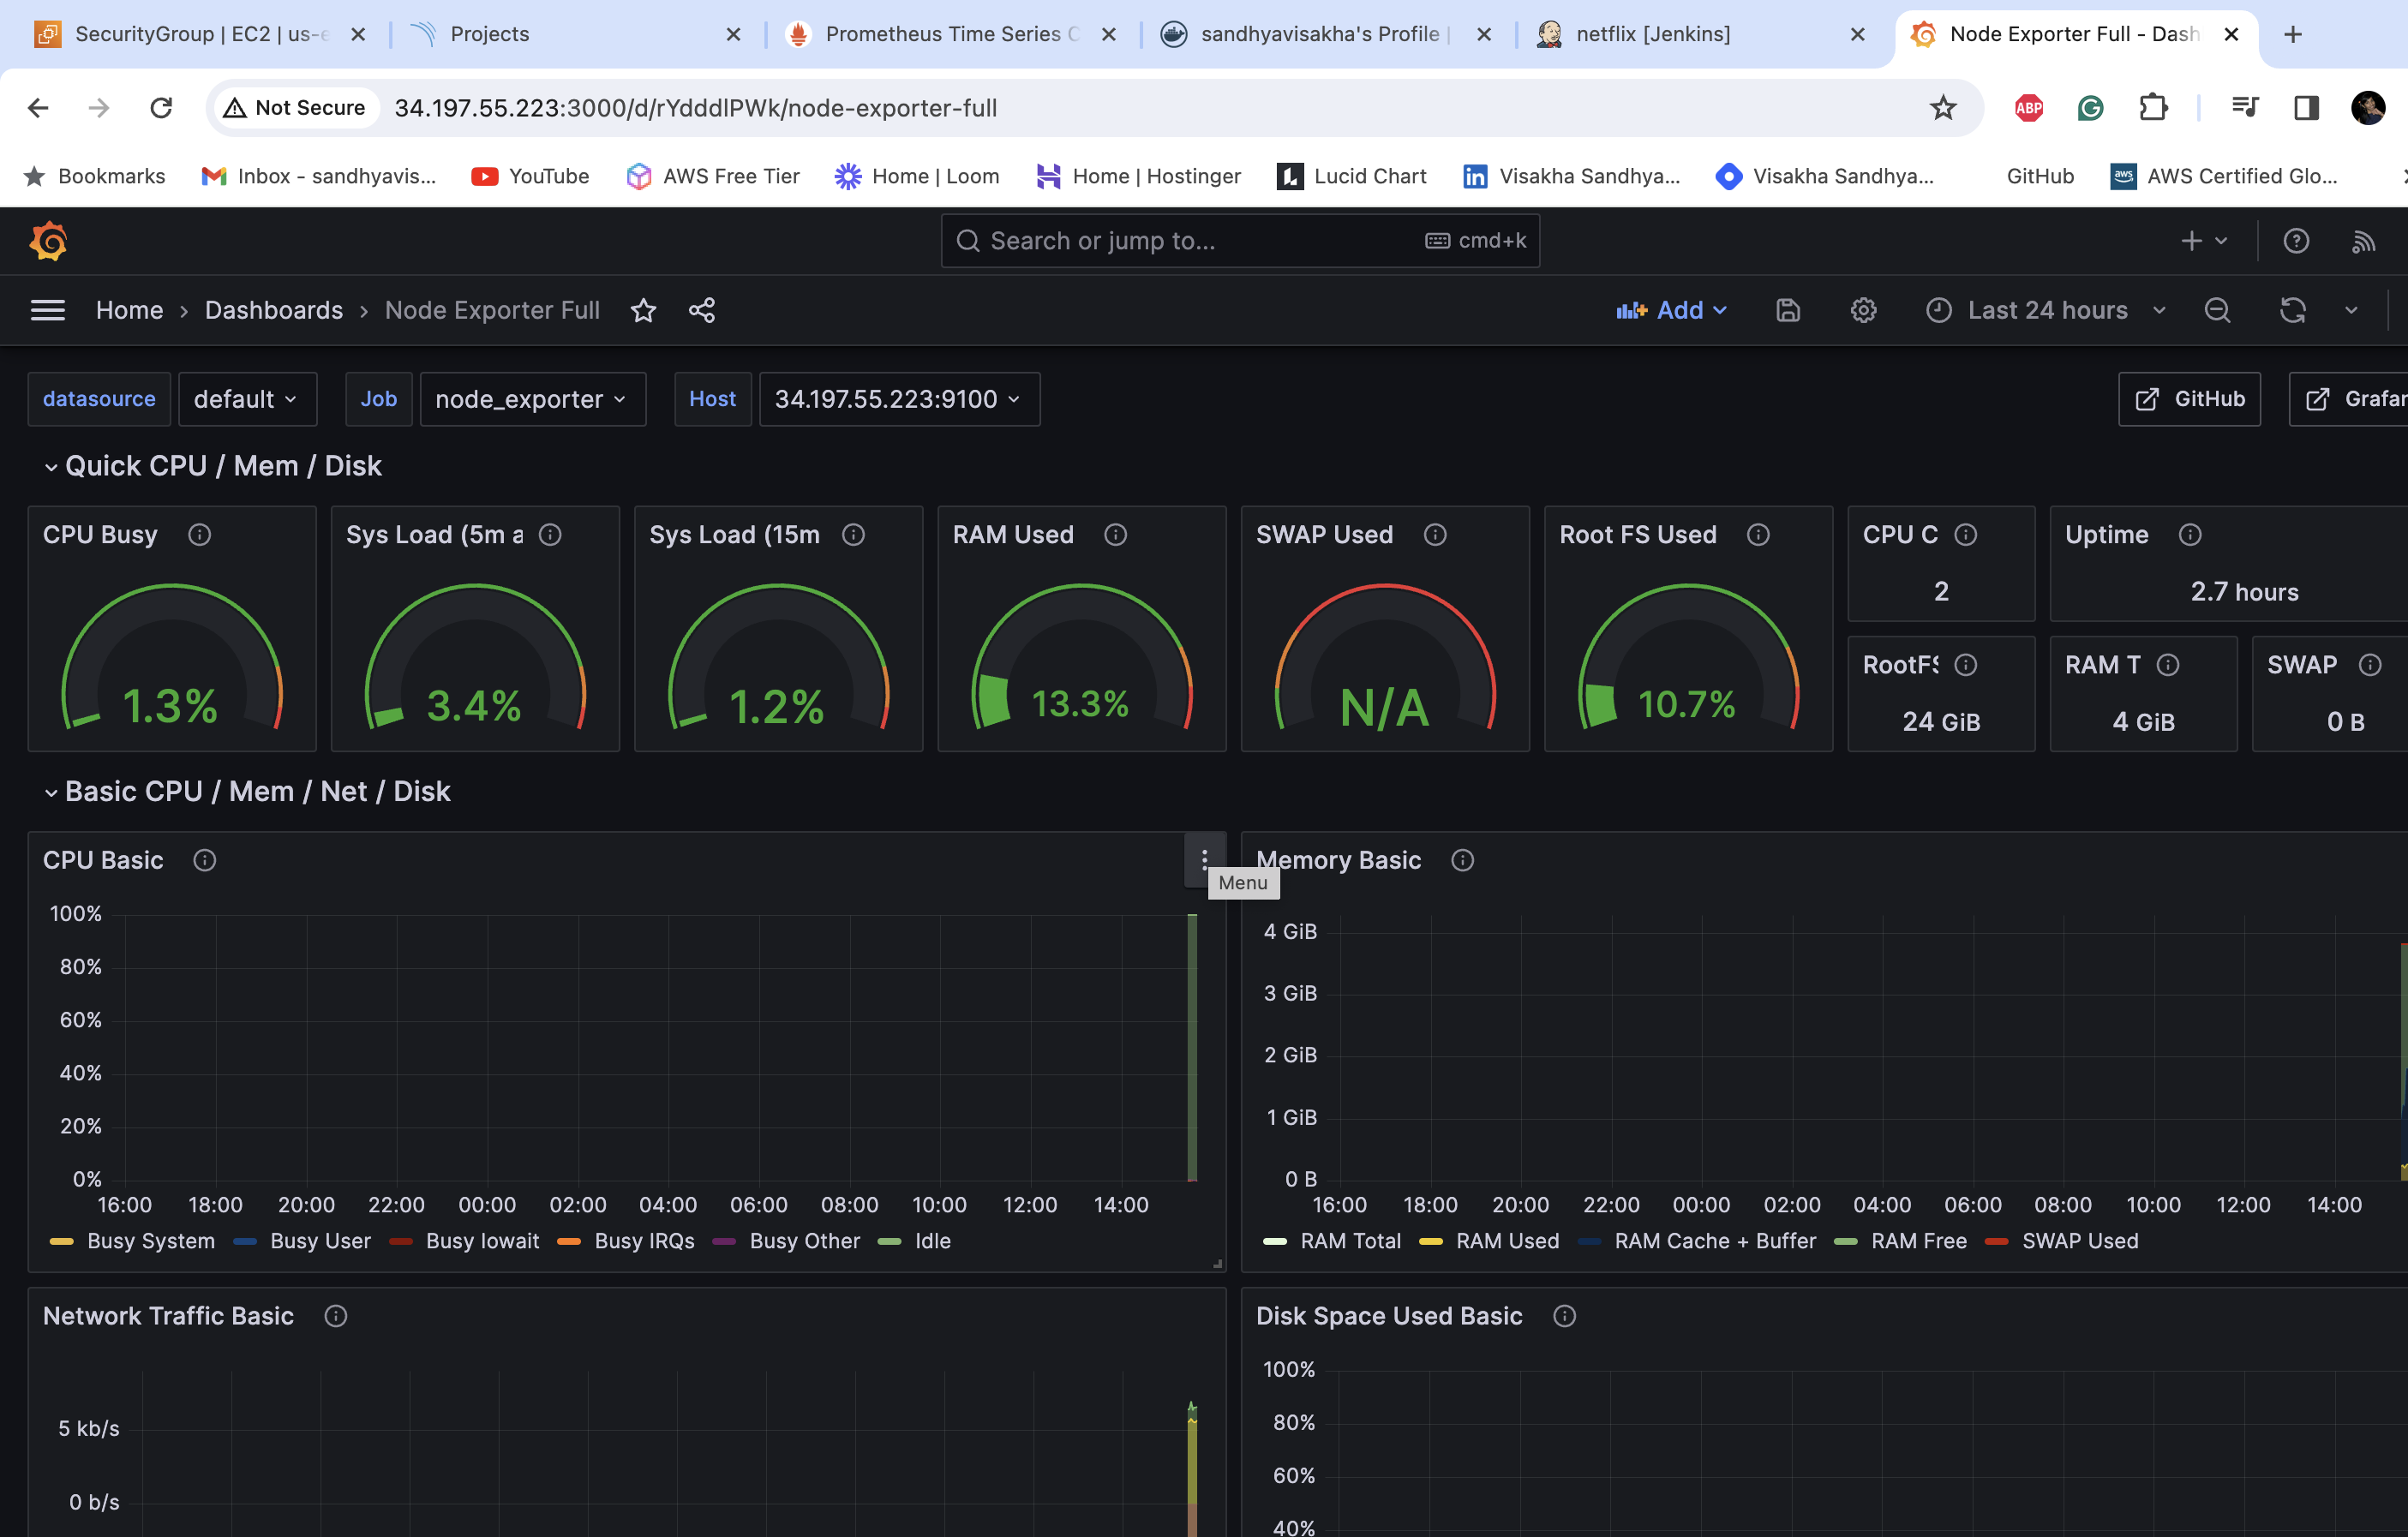 SecurityGroup | EC2 | us-e
Projects
Prometheus Time Series C
sandhyavisakha's Profile |
netflix [Jenkins]
Node Exporter Full - Dash
Not Secure
34.197.55.223:3000/d/rYdddlPWk/node-exporter-full
ABP
Bookmarks
Inbox - sandhyavis...
YouTube
AWS Free Tier
Home | Loom
Home | Hostinger
Lucid Chart
Visakha Sandhya...
Visakha Sandhya...
GitHub
aws
AWS Certified Glo...
Search or jump to...
cmd+k
Home › Dashboards › Node Exporter Full
Add
Last 24 hours
datasource
default
Job
node_exporter
Host
34.197.55.223:9100
GitHub
Grafan
Quick CPU / Mem / Disk
CPU Busy
1.3%
Sys Load (5m a
3.4%
Sys Load (15m
1.2%
RAM Used
13.3%
SWAP Used
N/A
Root FS Used
10.7%
CPU C
2
Uptime
2.7 hours
RootFS
24 GiB
RAM T
4 GiB
SWAP
0 B
Basic CPU / Mem / Net / Disk
CPU Basic
Menu
100%
80%
60%
40%
20%
0%
16:00 18:00 20:00 22:00 00:00 02:00 04:00 06:00 08:00 10:00 12:00 14:00
Busy System Busy User Busy Iowait Busy IRQs Busy Other Idle
Memory Basic
4 GiB
3 GiB
2 GiB
1 GiB
0 B
16:00 18:00 20:00 22:00 00:00 02:00 04:00 06:00 08:00 10:00 12:00 14:00
RAM Total RAM Used RAM Cache + Buffer RAM Free SWAP Used
Network Traffic Basic
5 kb/s
0 b/s
Disk Space Used Basic
100%
80%
60%
40%